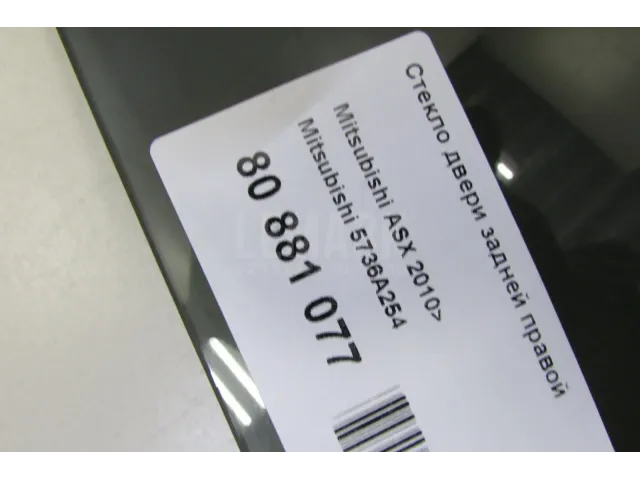 Стекло двери задней правой
Mitsubishi ASX 2010>
Mitsubishi 5736A254
80 881 077